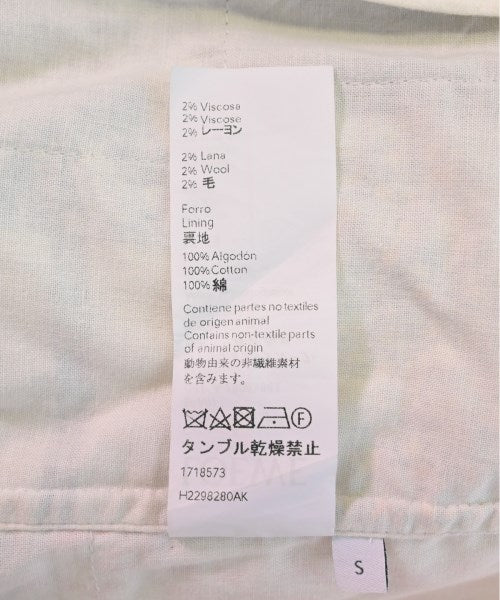 2% Viscosa
2% Viscose
2% レーヨン
2% Lana
2% Wool
2% 毛
Forro
Lining
裏地
100% Algodón
100% Cotton
100% 綿
Contiene partes no textiles
de origen animal
Contains non-textile parts
of animal origin
動物由来の非繊維素材
を含みます。
タンブル乾燥禁止
1718573
H2298280AK
S